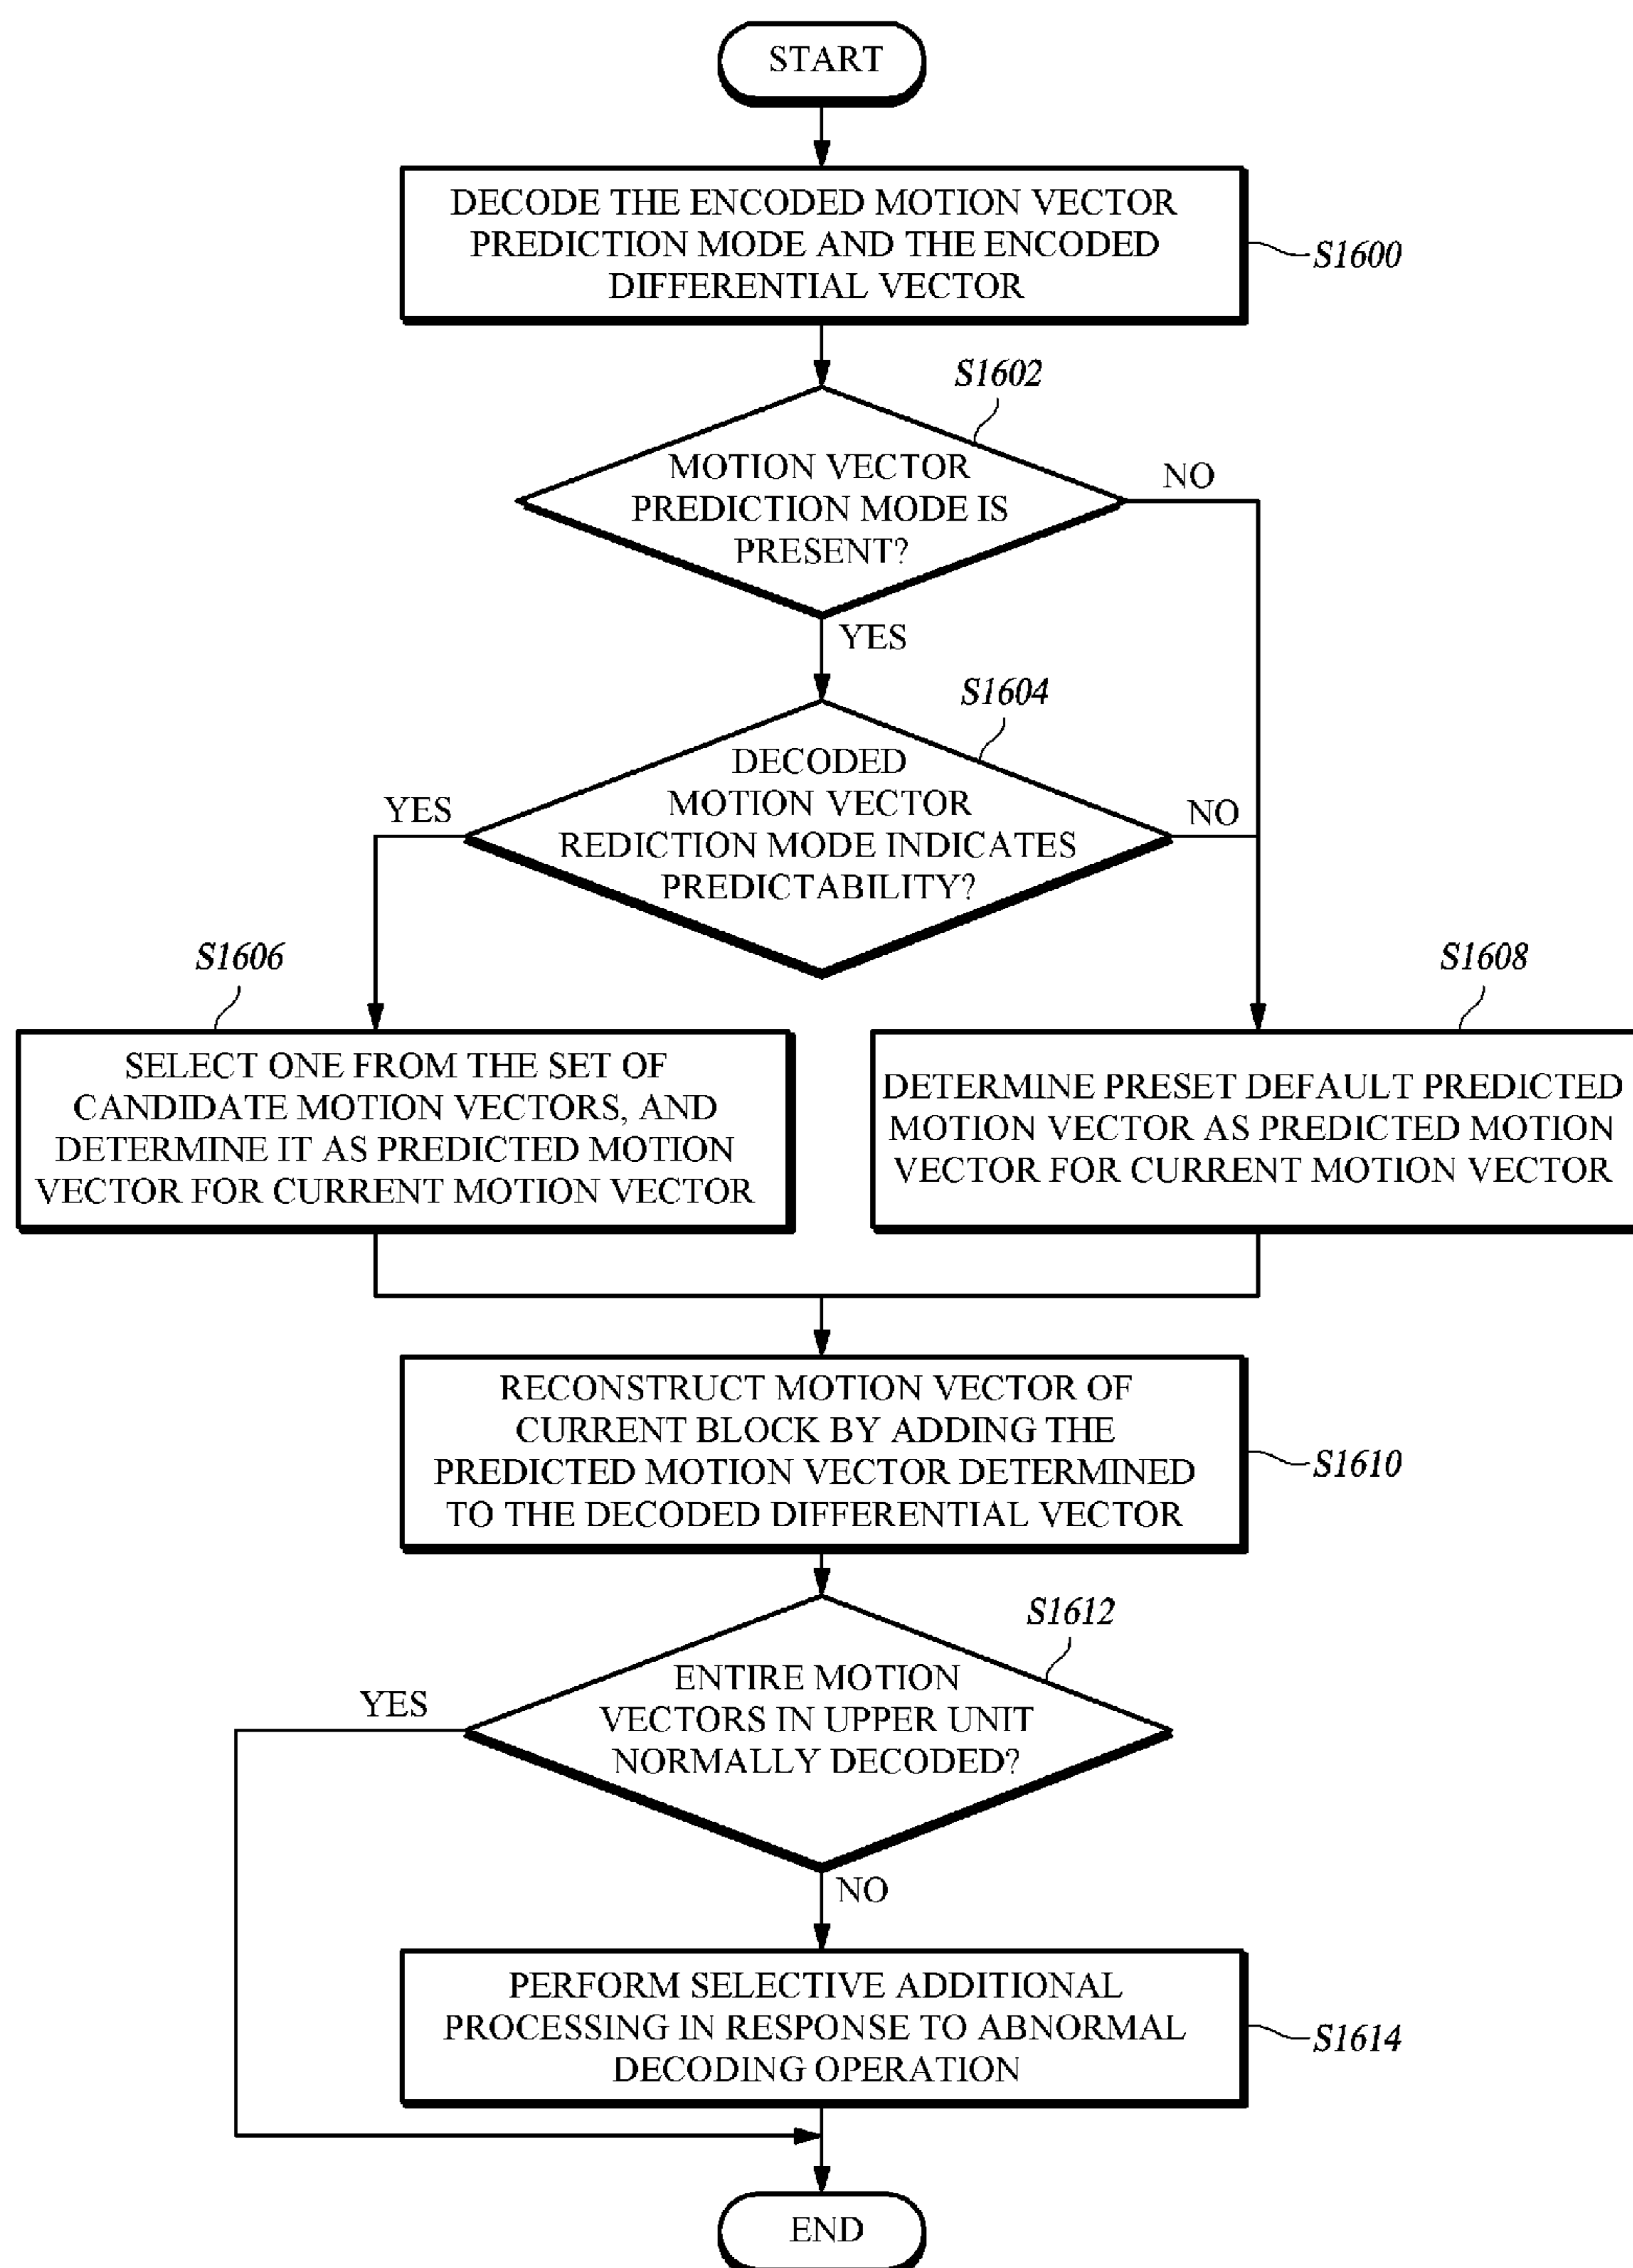 START
DECODE THE ENCODED MOTION VECTOR
PREDICTION MODE AND THE ENCODED
DIFFERENTIAL VECTOR
S1600
S1602
MOTION VECTOR
PREDICTION MODE IS
PRESENT?
NO
YES
S1604
DECODED
MOTION VECTOR
REDICTION MODE INDICATES
PREDICTABILITY?
YES
NO
S1606
SELECT ONE FROM THE SET OF
CANDIDATE MOTION VECTORS, AND
DETERMINE IT AS PREDICTED MOTION
VECTOR FOR CURRENT MOTION VECTOR
S1608
DETERMINE PRESET DEFAULT PREDICTED
MOTION VECTOR AS PREDICTED MOTION
VECTOR FOR CURRENT MOTION VECTOR
RECONSTRUCT MOTION VECTOR OF
CURRENT BLOCK BY ADDING THE
PREDICTED MOTION VECTOR DETERMINED
TO THE DECODED DIFFERENTIAL VECTOR
S1610
S1612
ENTIRE MOTION
VECTORS IN UPPER UNIT
NORMALLY DECODED?
YES
NO
PERFORM SELECTIVE ADDITIONAL
PROCESSING IN RESPONSE TO ABNORMAL
DECODING OPERATION
S1614
END